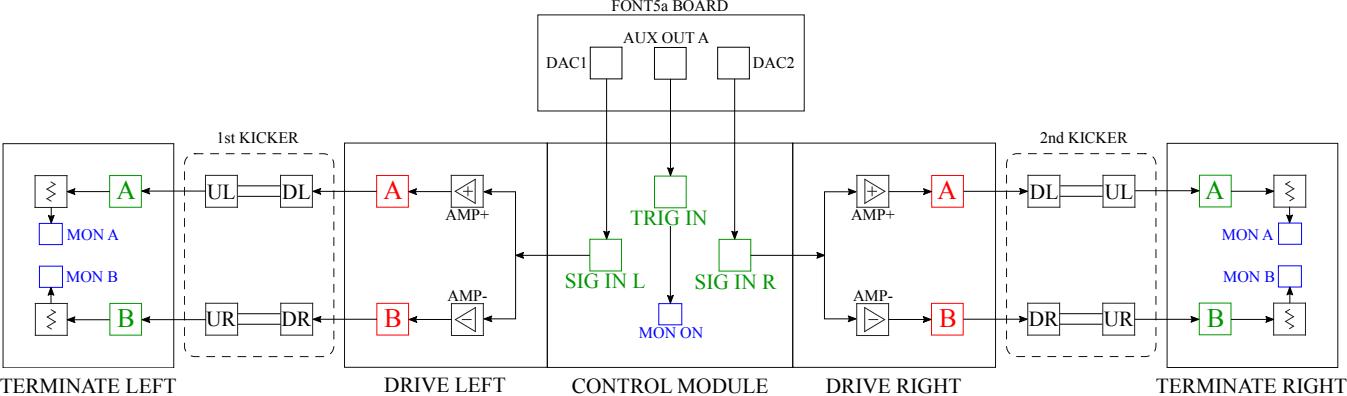 FONT5a BOARD
AUX OUT A
DAC1
DAC2
1st KICKER
2nd KICKER
A
UL
DL
A
+
AMP+
TRIG IN
+
AMP+
A
DL
UL
A
MON A
MON A
SIG IN L
SIG IN R
MON B
MON B
AMP-
AMP-
B
UR
DR
B
−
MON ON
−
B
DR
UR
B
TERMINATE LEFT
DRIVE LEFT
CONTROL MODULE
DRIVE RIGHT
TERMINATE RIGHT